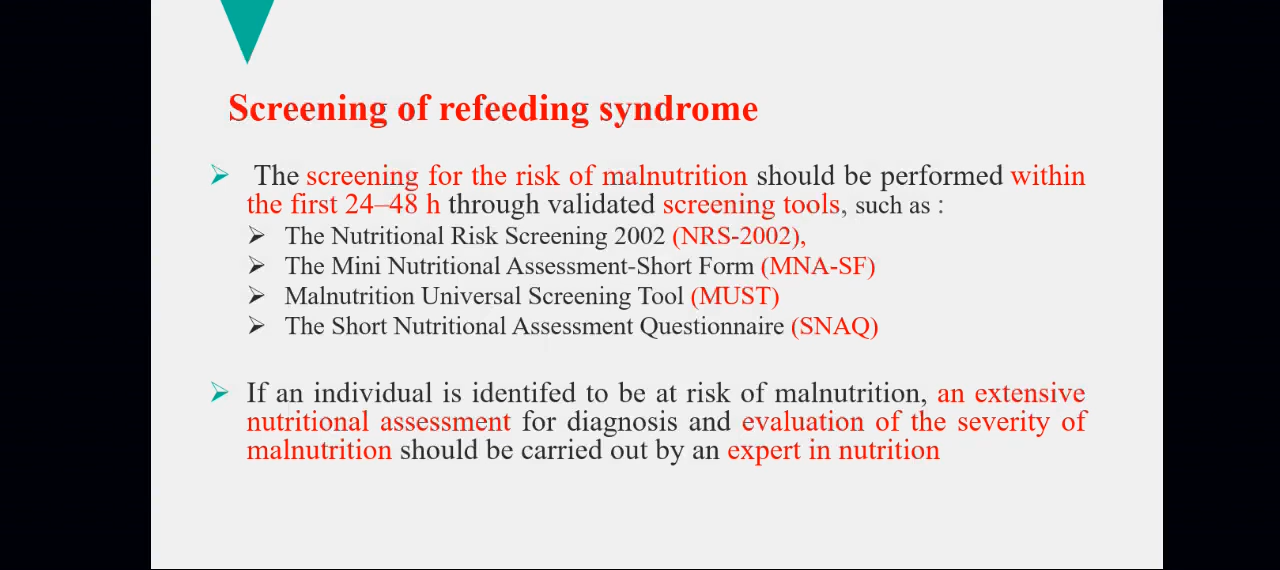 Screening of refeeding syndrome
The screening for the risk of malnutrition should be performed within
the first 24–48 h through validated screening tools, such as :
The Nutritional Risk Screening 2002 (NRS-2002),
The Mini Nutritional Assessment-Short Form (MNA-SF)
Malnutrition Universal Screening Tool (MUST)
The Short Nutritional Assessment Questionnaire (SNAQ)
If an individual is identifed to be at risk of malnutrition, an extensive
nutritional assessment for diagnosis and evaluation of the severity of
malnutrition should be carried out by an expert in nutrition